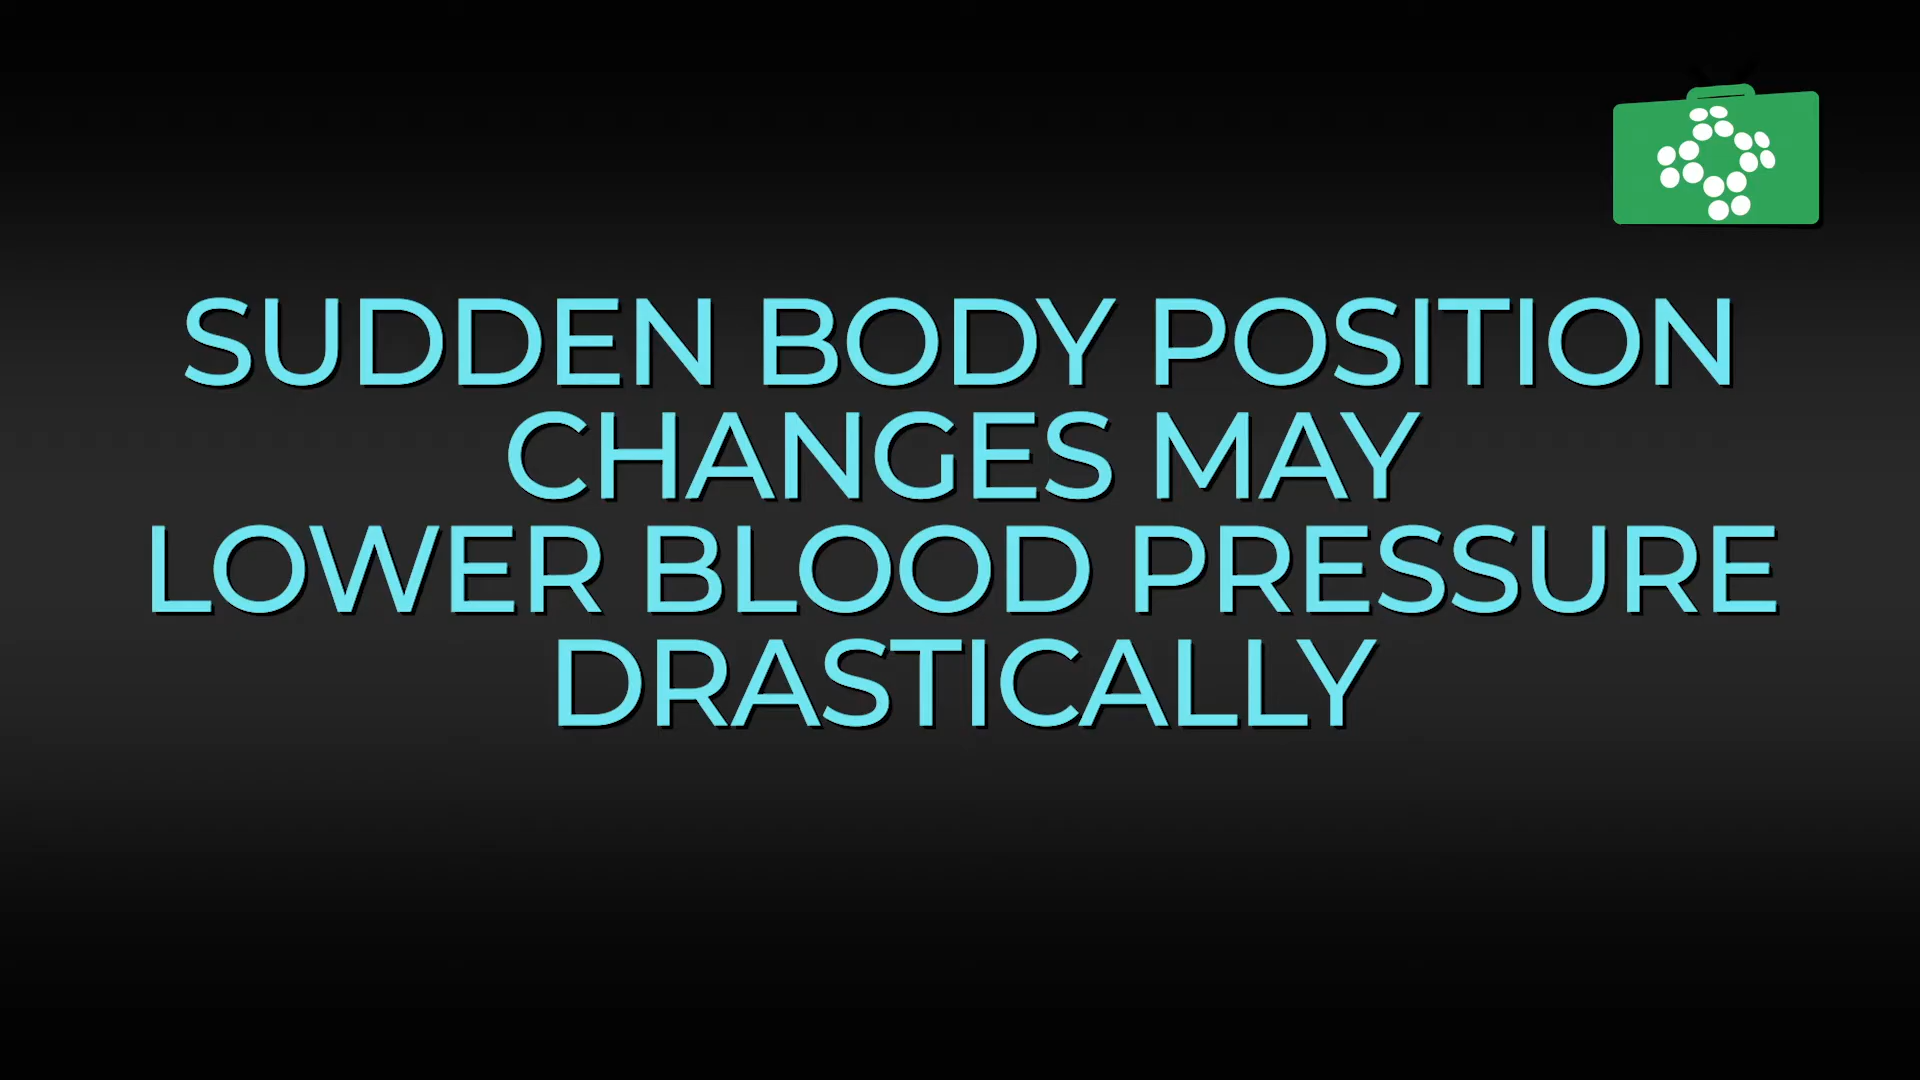 SUDDEN BODY POSITION
CHANGES MAY
LOWER BLOOD PRESSURE
DRASTICALLY